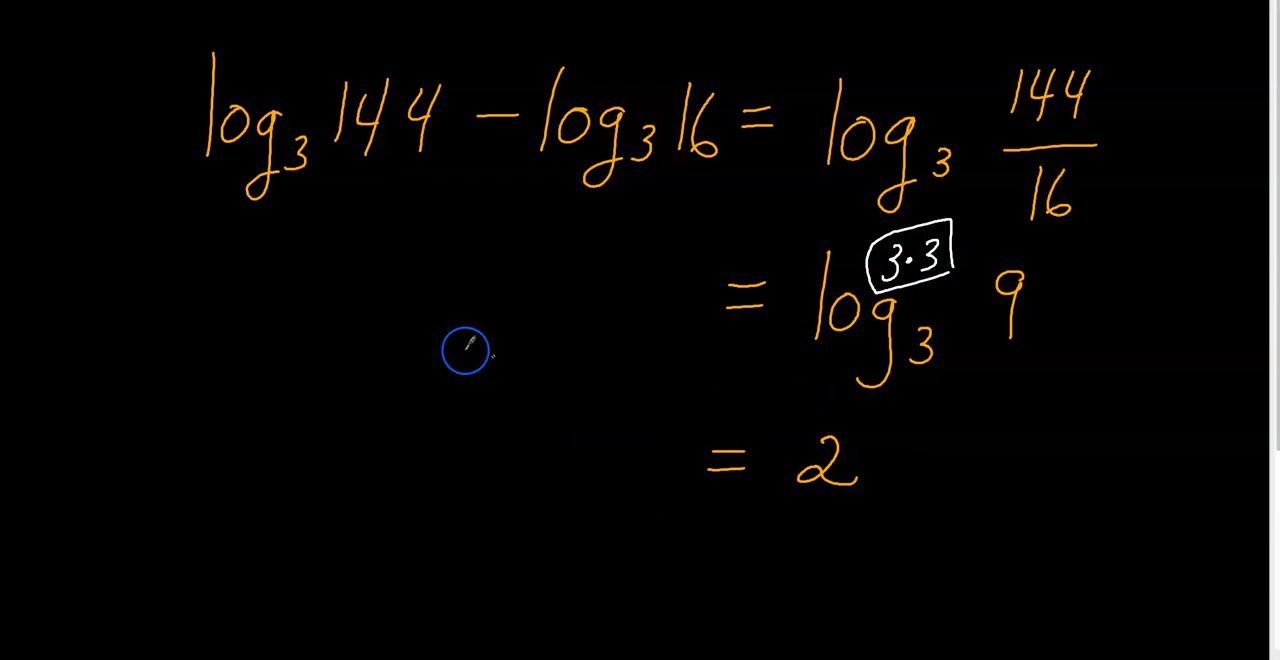 log₃ 144 − log₃ 16 = log₃ 144/16
3·3
= log₃ 9
= 2